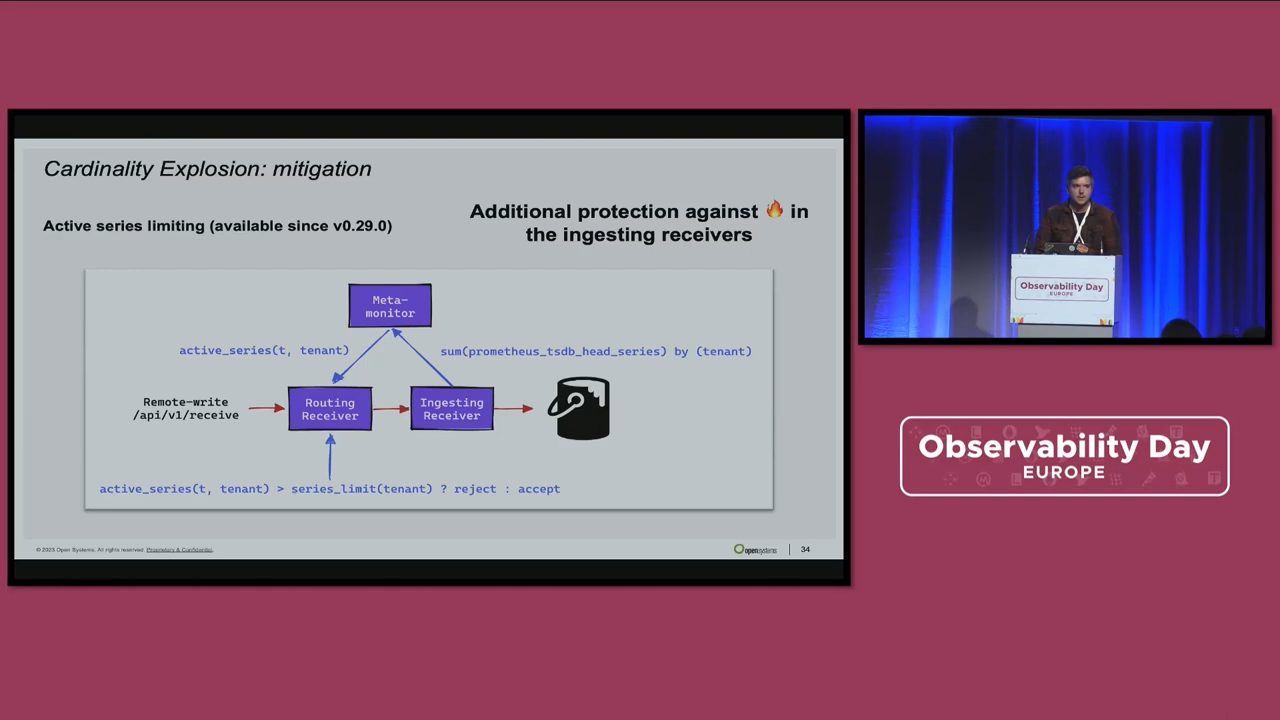 Cardinality Explosion: mitigation
Active series limiting (available since v0.29.0)
Additional protection against 🔥 in
the ingesting receivers
Meta-
monitor
active_series(t, tenant)
sum(prometheus_tsdb_head_series) by (tenant)
Remote-write
/api/v1/receive
Routing
Receiver
Ingesting
Receiver
active_series(t, tenant) > series_limit(tenant) ? reject : accept
© 2023 Open Systems. All rights reserved. Proprietary & Confidential.
opensystems
34
Observability Day
EUROPE
Observability Day
EUROPE